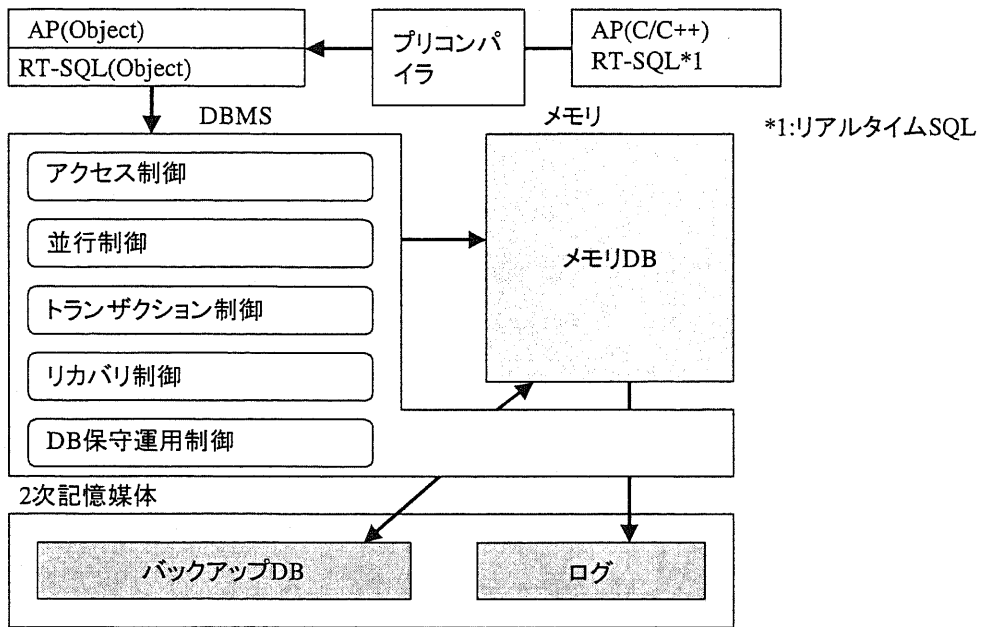 AP(Object)
RT-SQL(Object)
プリコンパ
イラ
AP(C/C++)
RT-SQL*1
DBMS
メモリ
*1:リアルタイムSQL
アクセス制御
並行制御
トランザクション制御
リカバリ制御
DB保守運用制御
メモリDB
2次記憶媒体
バックアップDB
ログ